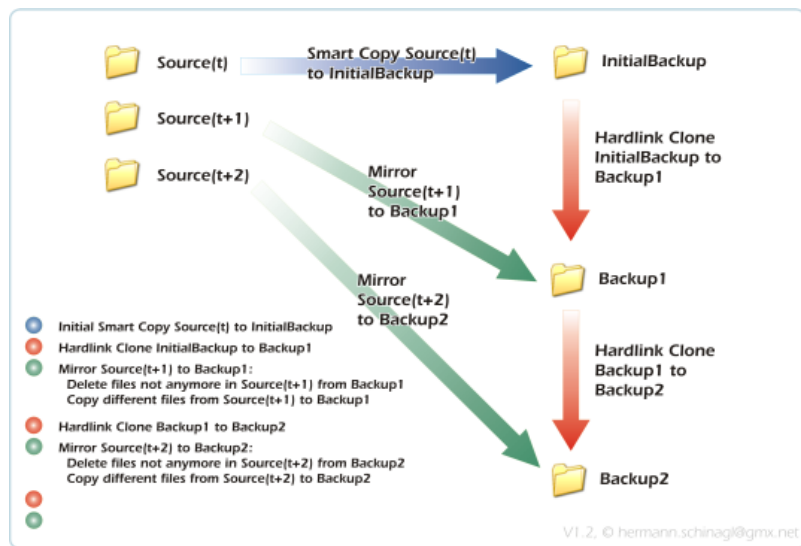 Source(t)
Smart Copy Source(t)
to InitialBackup
InitialBackup
Source(t+1)
Source(t+2)
Mirror
Source(t+1)
to Backup1
Hardlink Clone
InitialBackup to
Backup1
Backup1
Mirror
Source(t+2)
to Backup2
Hardlink Clone
Backup1 to
Backup2
Backup2
Initial Smart Copy Source(t) to InitialBackup
Hardlink Clone InitialBackup to Backup1
Mirror Source(t+1) to Backup1:
Delete files not anymore in Source(t+1) from Backup1
Copy different files from Source(t+1) to Backup1
Hardlink Clone Backup1 to Backup2
Mirror Source(t+2) to Backup2:
Delete files not anymore in Source(t+2) from Backup2
Copy different files from Source(t+2) to Backup2
V1.2, © hermann.schinagl@gmx.net